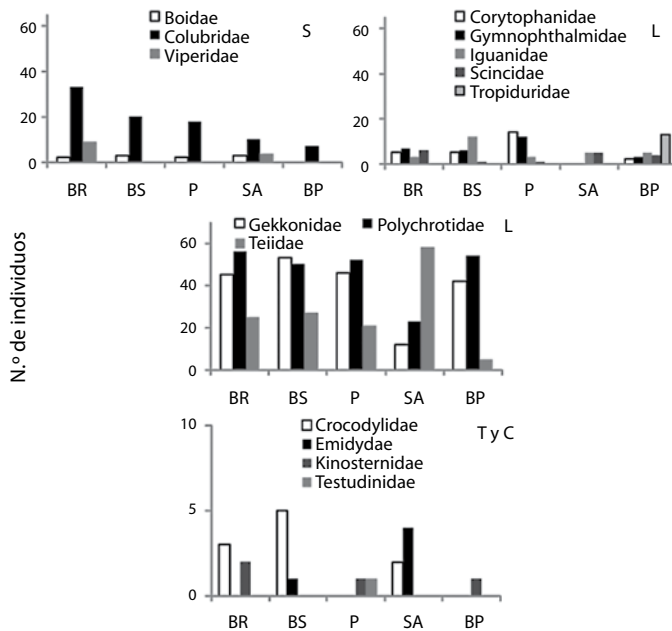 Boidae
Colubridae
Viperidae
S
60
40
20
0
BR BS P SA BP
Corytophanidae
Gymnophthalmidae
Iguanidae
Scincidae
Tropiduridae
L
60
40
20
0
BR BS P SA BP
Gekkonidae Polychrotidae L
Teiidae
60
40
20
0
BR BS P SA BP
N.º de individuos
Crocodylidae
Emidydae
Kinosternidae
Testudinidae
T y C
10
5
0
BR BS P SA BP